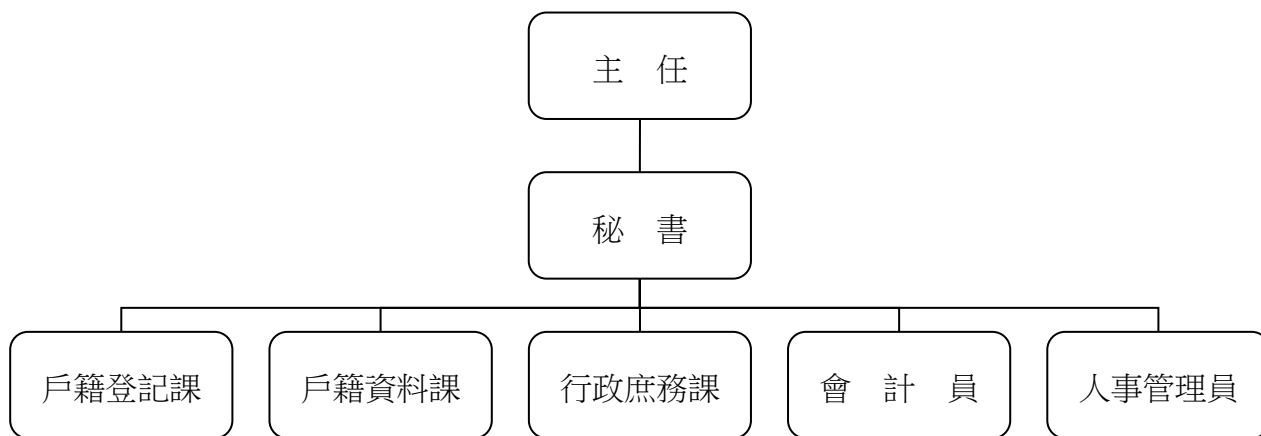 主　任
秘　書
戶籍登記課
戶籍資料課
行政庶務課
會　計　員
人事管理員